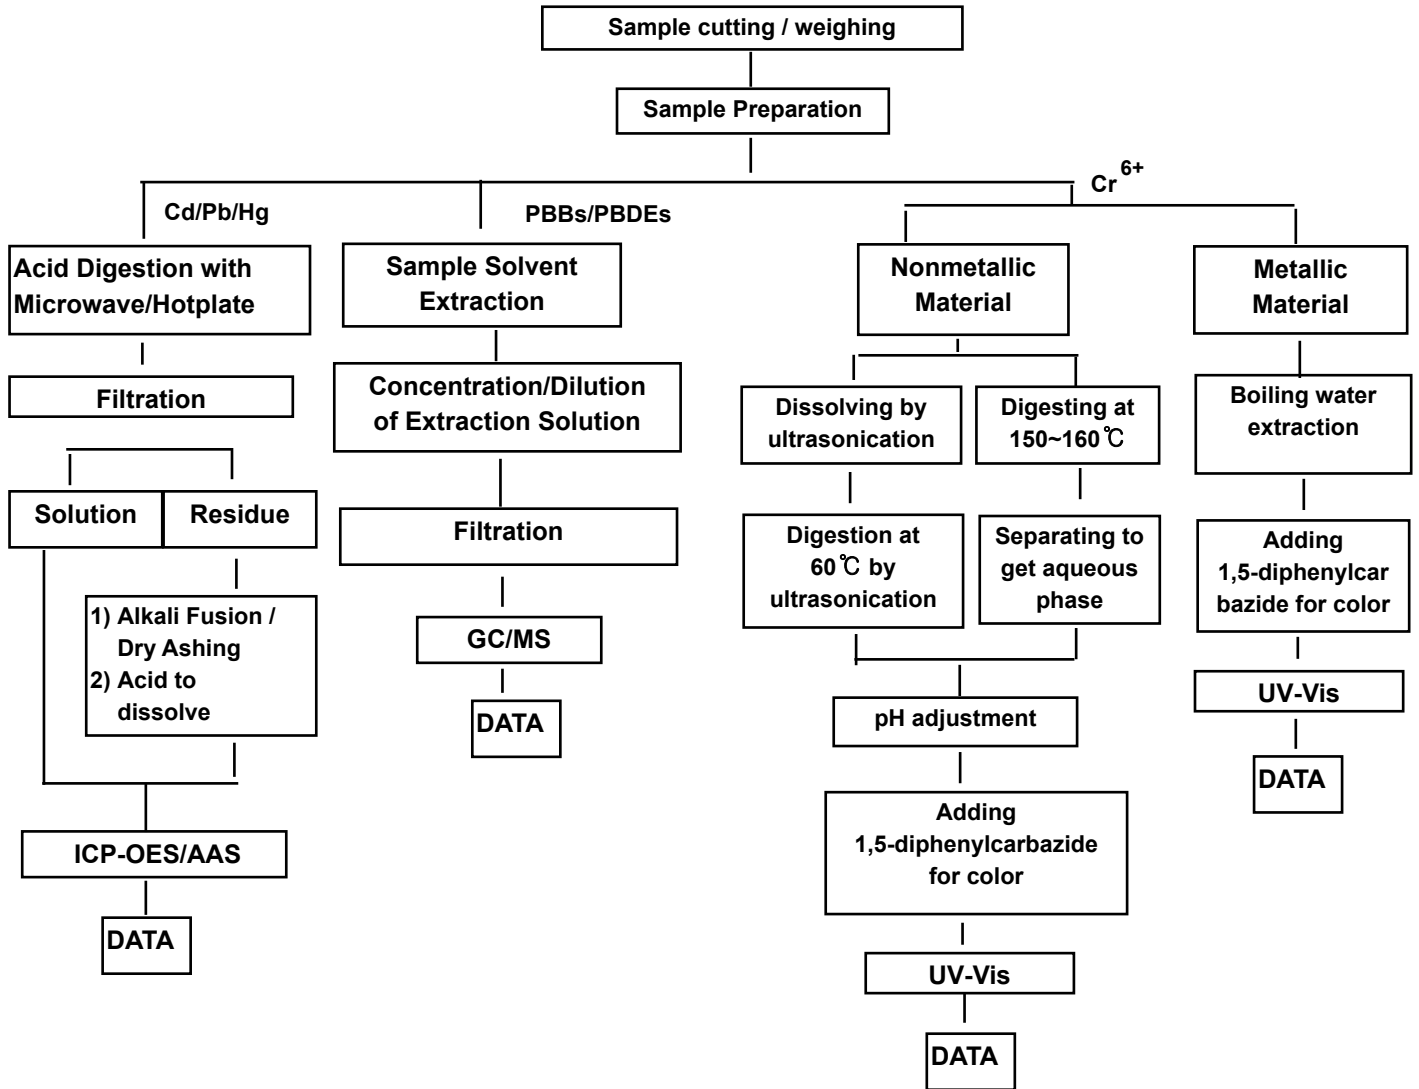 Sample cutting / weighing
Sample Preparation
Cd/Pb/Hg
Acid Digestion with
Microwave/Hotplate
Filtration
Solution
Residue
1) Alkali Fusion /
Dry Ashing
2) Acid to
dissolve
ICP-OES/AAS
DATA
PBBs/PBDEs
Sample Solvent
Extraction
Concentration/Dilution
of Extraction Solution
Filtration
GC/MS
DATA
Cr 6+
Nonmetallic
Material
Dissolving by
ultrasonication
Digestion at
60℃ by
ultrasonication
Digesting at
150~160℃
Separating to
get aqueous
phase
pH adjustment
Adding
1,5-diphenylcarbazide
for color
UV-Vis
DATA
Metallic
Material
Boiling water
extraction
Adding
1,5-diphenylcar
bazide for color
UV-Vis
DATA